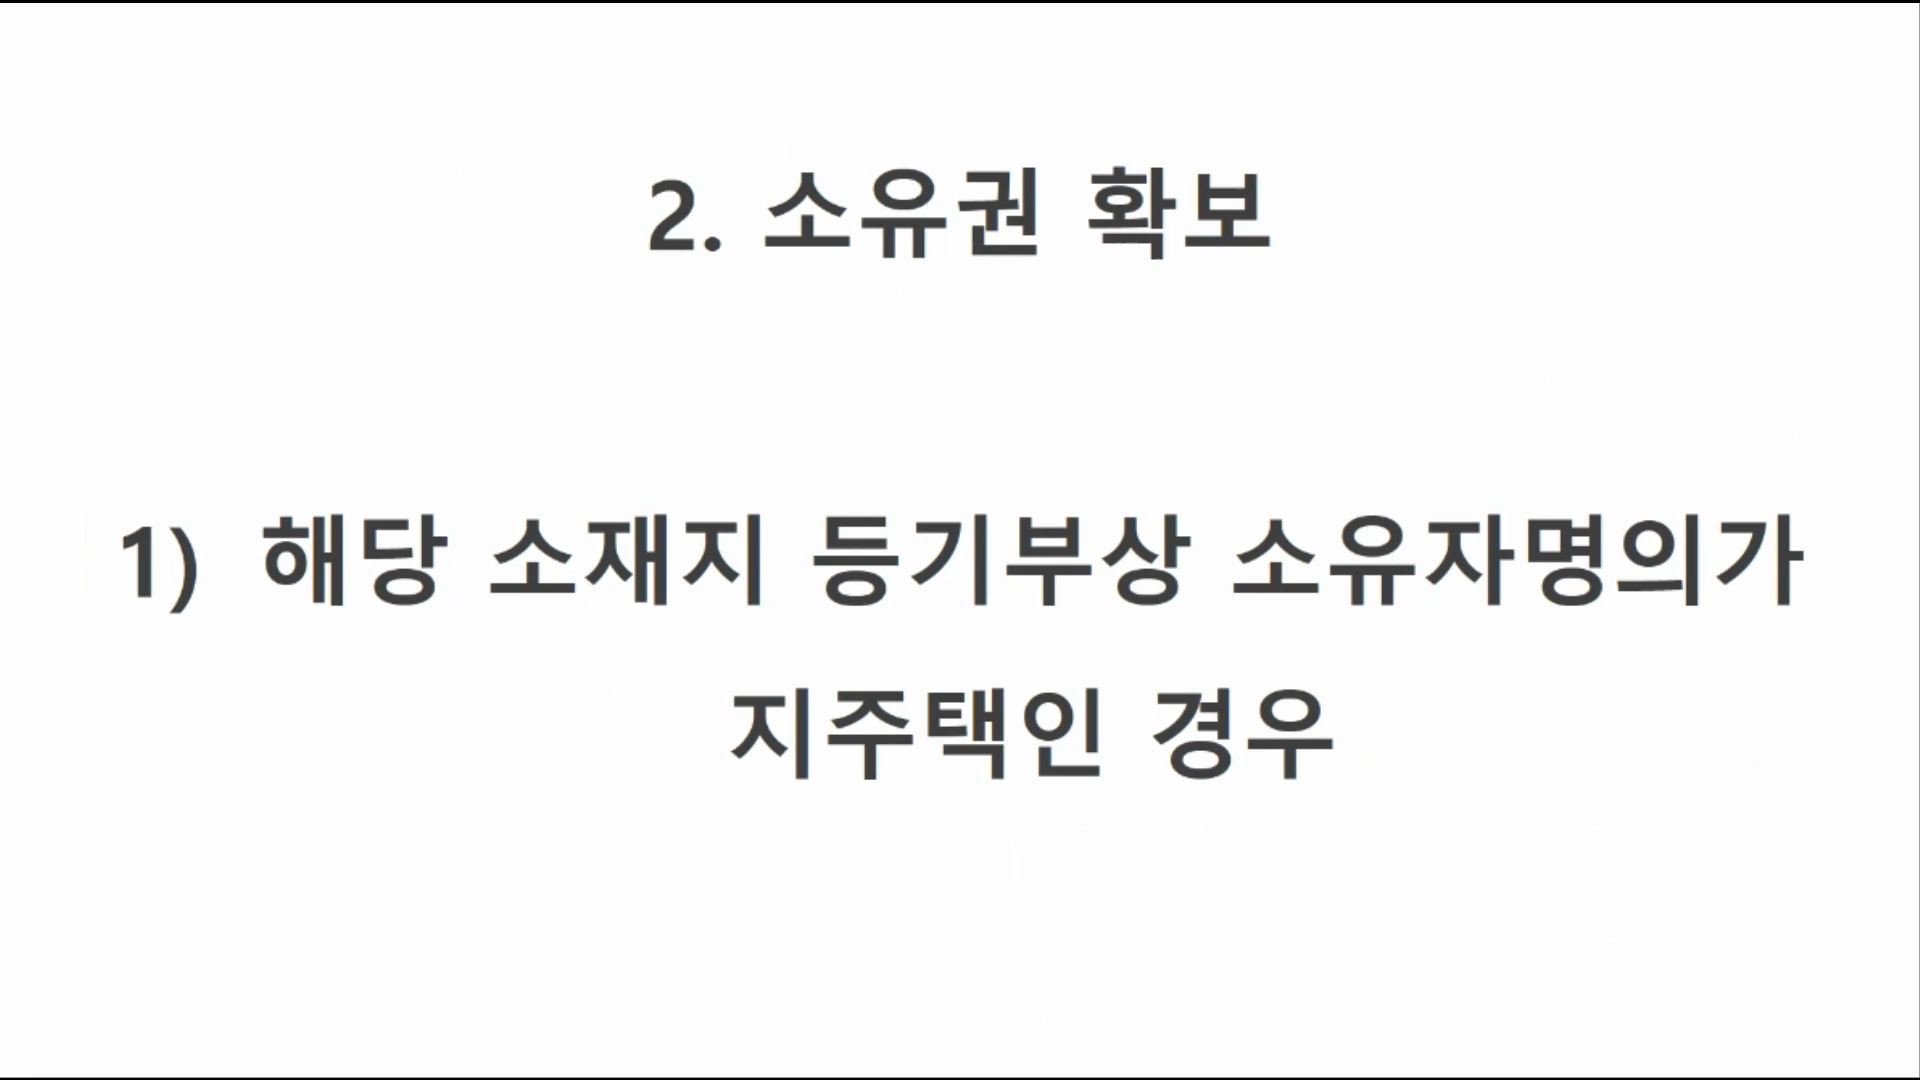 2. 소유권 확보
1) 해당 소재지 등기부상 소유자명의가
지주택인 경우